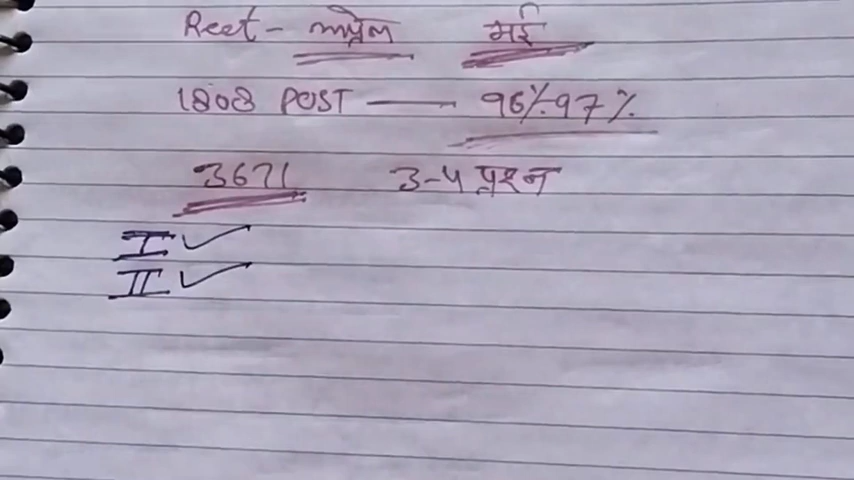 Reet - अप्रैल मई
1808 POST — 96%-97%
3671 3-4 प्रश्न
I ✓
II ✓